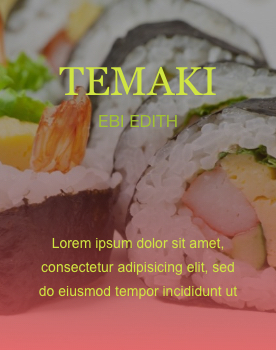 TEMAKI
EBI EDITH
Lorem ipsum dolor sit amet,
consectetur adipisicing elit, sed
do eiusmod tempor incididunt ut